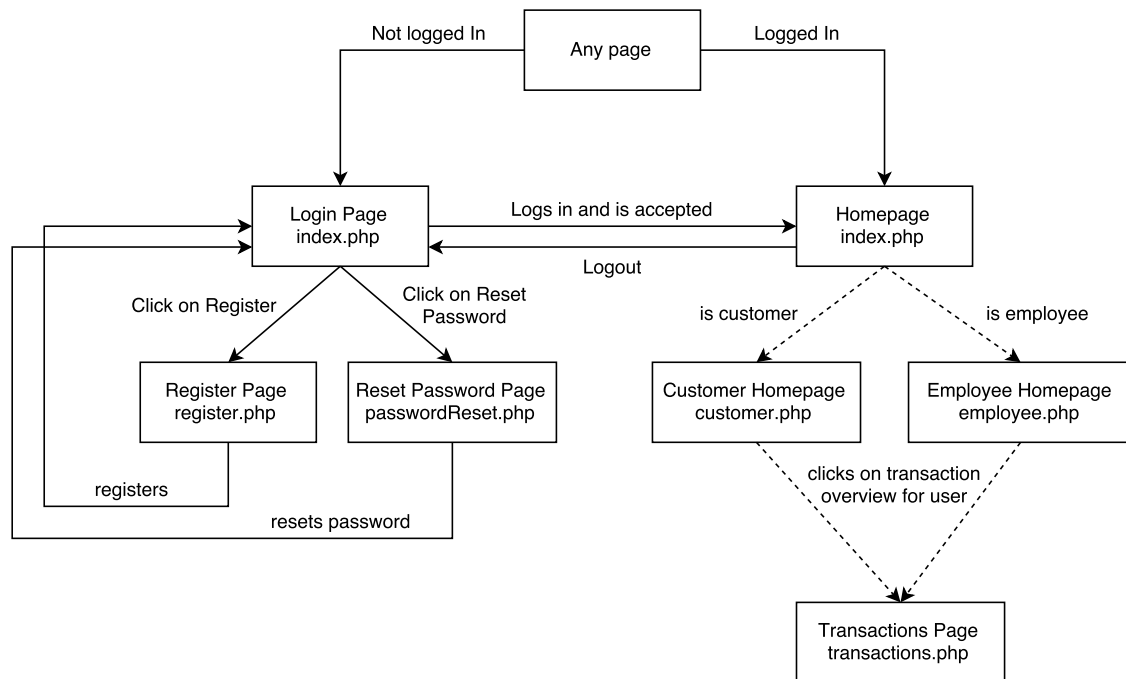 Not logged In
Any page
Logged In
Login Page
index.php
Logs in and is accepted
Homepage
index.php
Logout
Click on Register
Click on Reset
Password
is customer
is employee
Register Page
register.php
Reset Password Page
passwordReset.php
Customer Homepage
customer.php
Employee Homepage
employee.php
registers
resets password
clicks on transaction
overview for user
Transactions Page
transactions.php